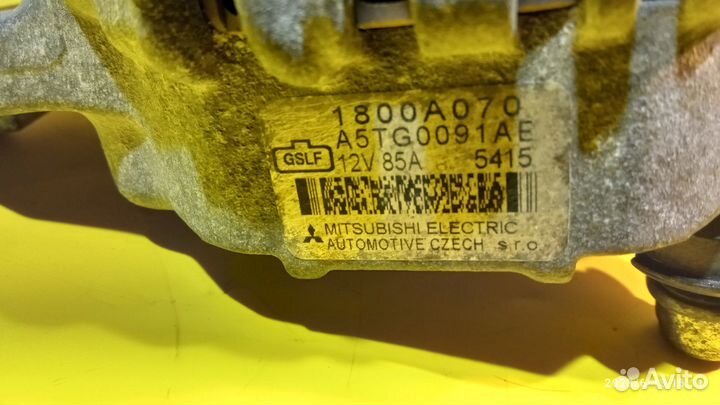 1800A070
A5TG0091AE
GSLF 12V 85A 5415
MITSUBISHI ELECTRIC
AUTOMOTIVE CZECH s.r.o
Avito